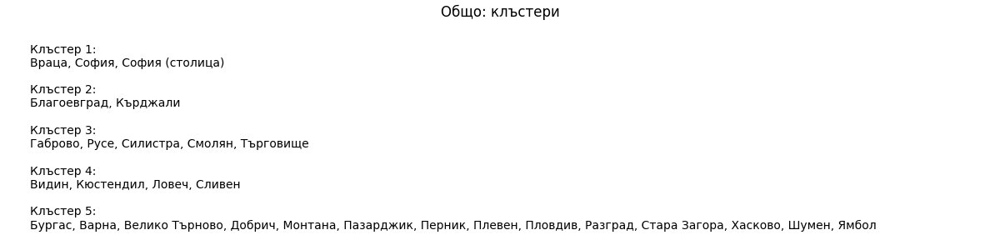 Общо: клъстери
Клъстер 1:
Враца, София, София (столица)
Клъстер 2:
Благоевград, Кърджали
Клъстер 3:
Габрово, Русе, Силистра, Смолян, Търговище
Клъстер 4:
Видин, Кюстендил, Ловеч, Сливен
Клъстер 5:
Бургас, Варна, Велико Търново, Добрич, Монтана, Пазарджик, Перник, Плевен, Пловдив, Разград, Стара Загора, Хасково, Шумен, Ямбол